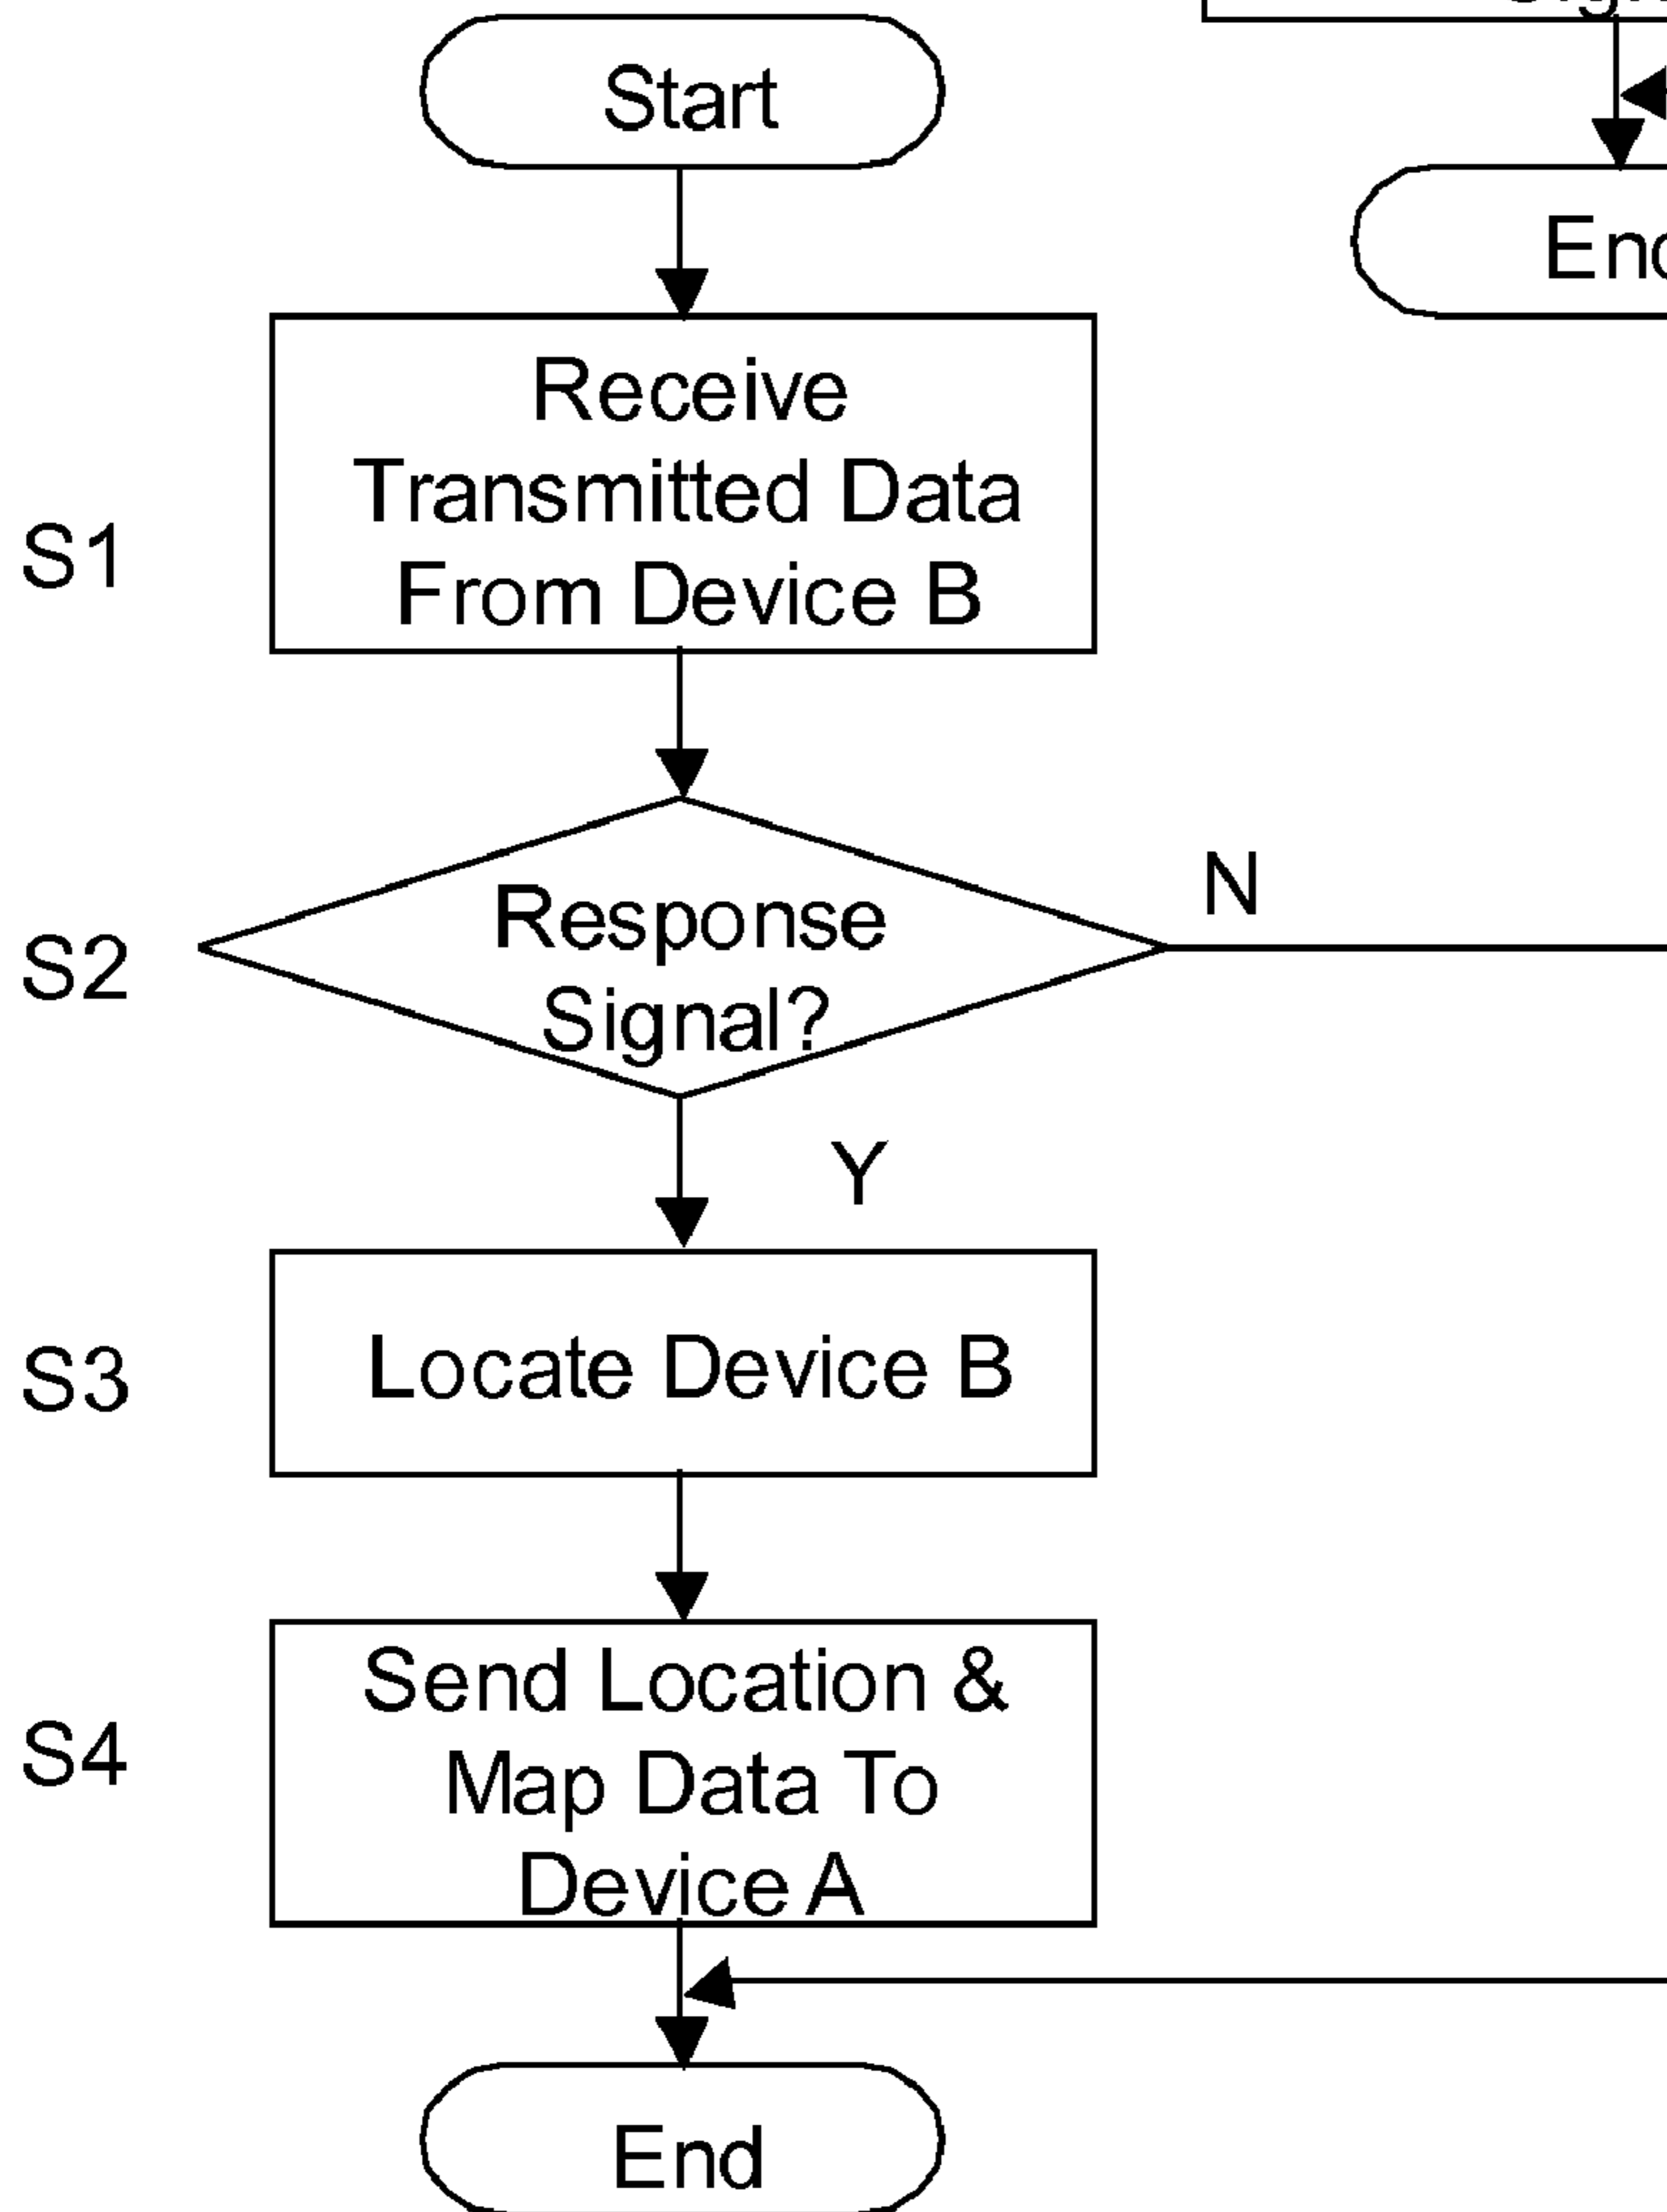 Start
S1
Receive
Transmitted Data
From Device B
S2
Response
Signal?
N
Y
S3
Locate Device B
S4
Send Location &
Map Data To
Device A
End